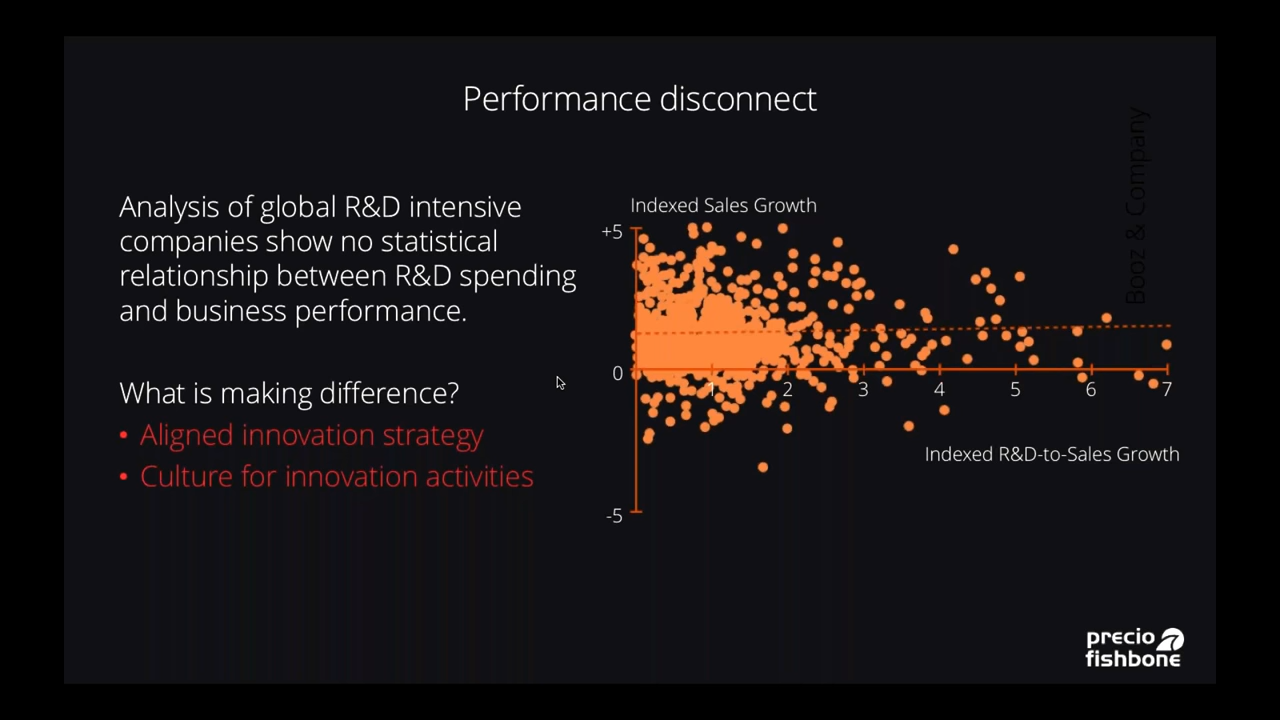 Performance disconnect
Analysis of global R&D intensive
companies show no statistical
relationship between R&D spending
and business performance.
What is making difference?
• Aligned innovation strategy
• Culture for innovation activities
Indexed Sales Growth
+5
0
1 2 3 4 5 6 7
Indexed R&D-to-Sales Growth
-5
Booz & Company
precio
fishbone